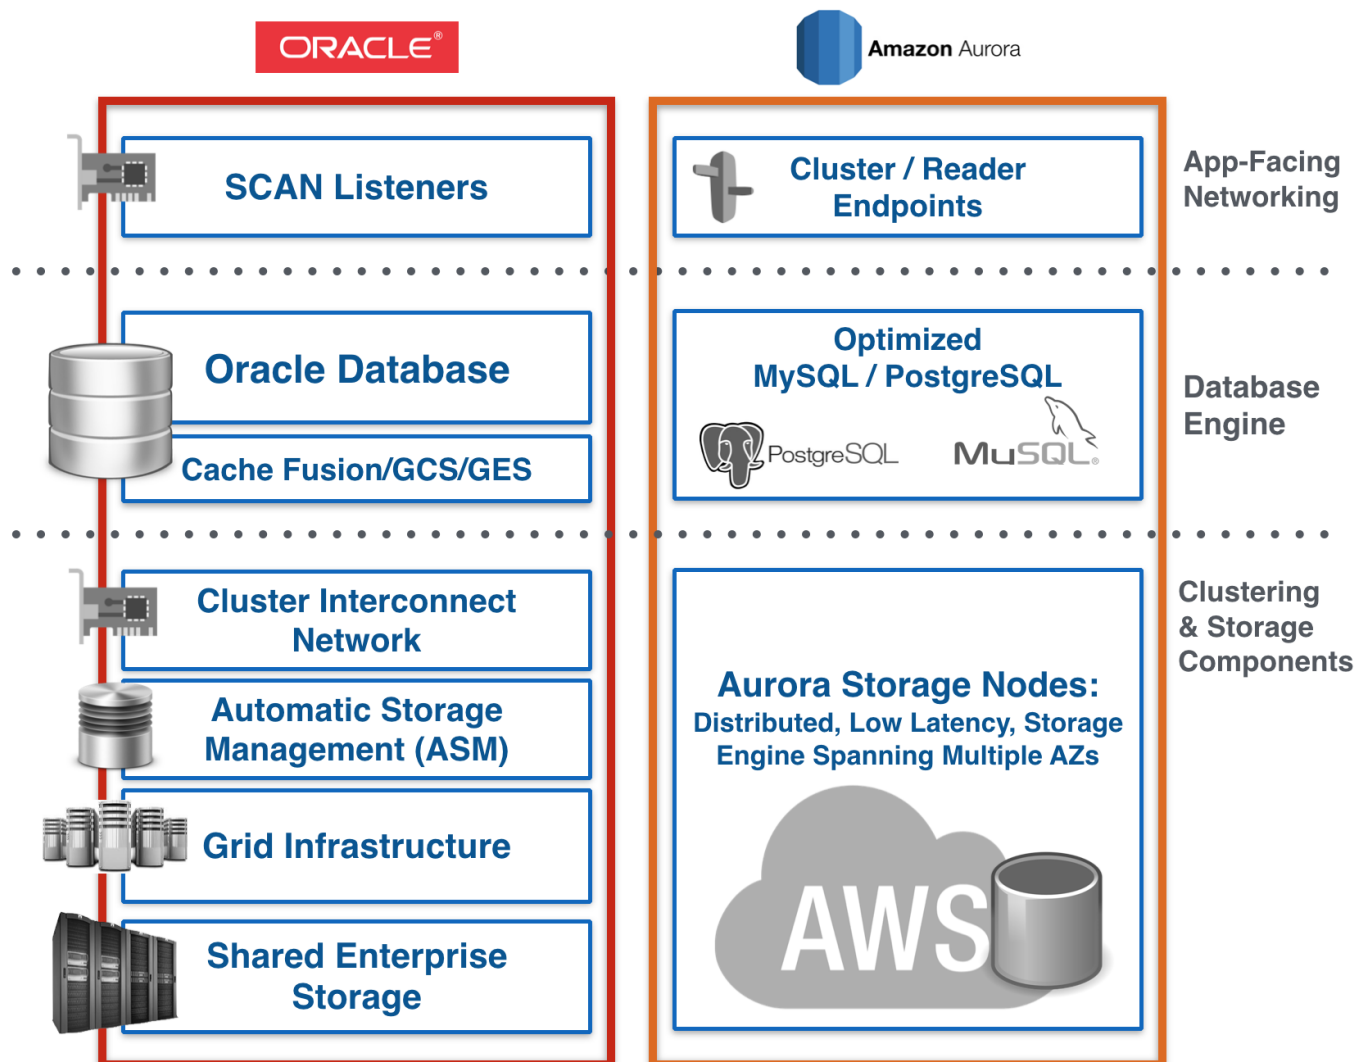 ORACLE®
Amazon Aurora
SCAN Listeners
Cluster / Reader
Endpoints
App-Facing
Networking
Oracle Database
Cache Fusion/GCS/GES
Optimized
MySQL / PostgreSQL
PostgreSQL
MuSQL®
Database
Engine
Cluster Interconnect
Network
Automatic Storage
Management (ASM)
Grid Infrastructure
Shared Enterprise
Storage
Aurora Storage Nodes:
Distributed, Low Latency, Storage
Engine Spanning Multiple AZs
AWS
Clustering
& Storage
Components